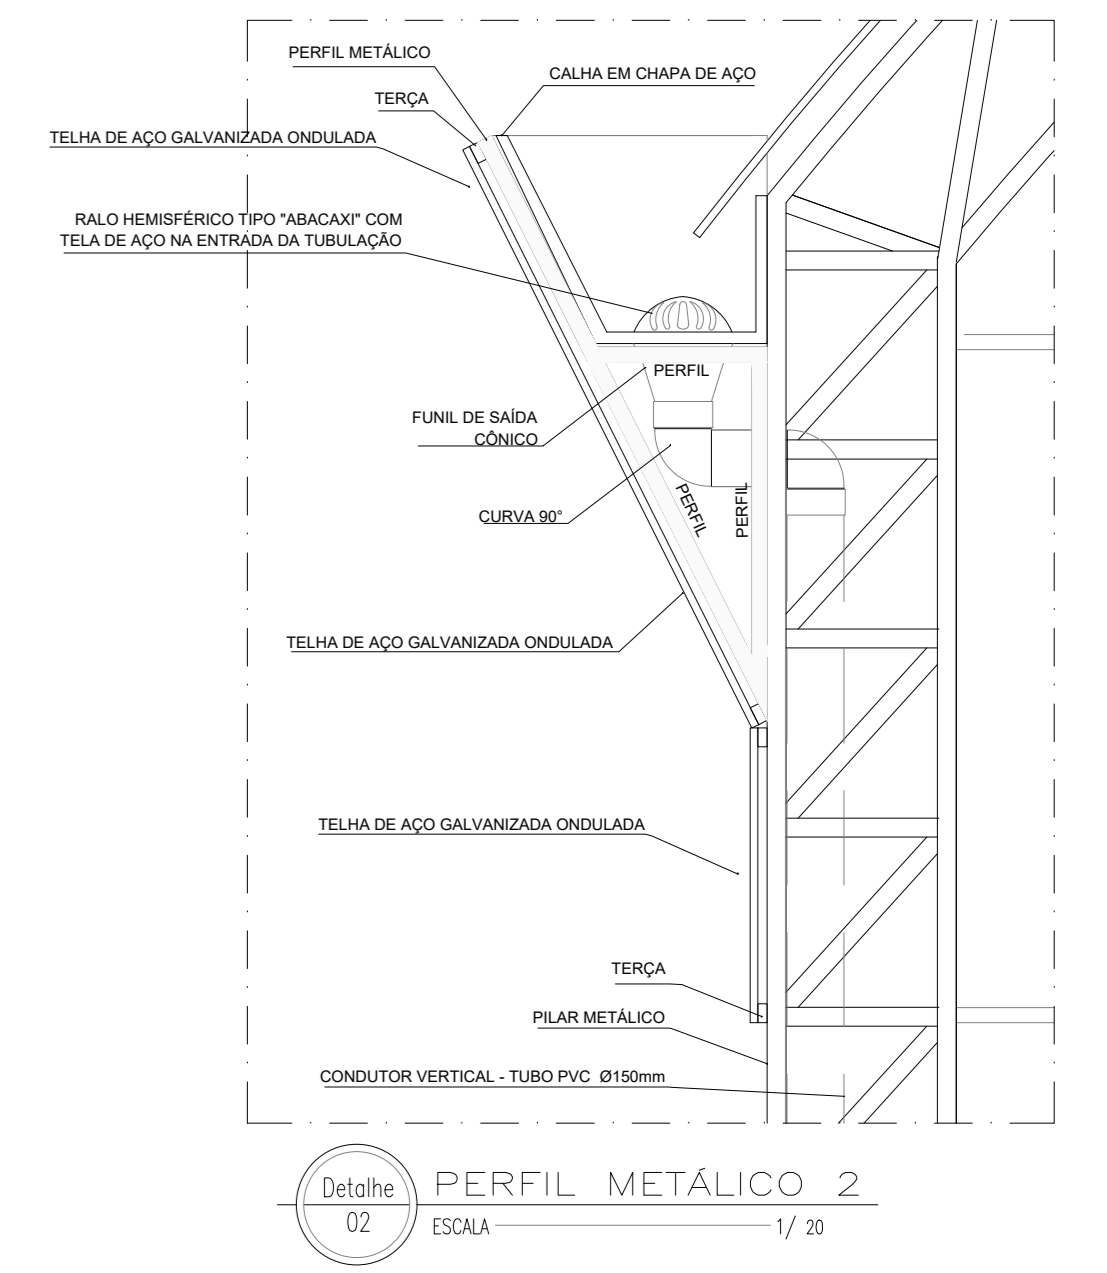 PERFIL METÁLICO
CALHA EM CHAPA DE AÇO
TERÇA
TELHA DE AÇO GALVANIZADA ONDULADA
RALO HEMISFÉRICO TIPO "ABACAXI" COM
TELA DE AÇO NA ENTRADA DA TUBULAÇÃO
PERFIL
FUNIL DE SAÍDA
CÔNICO
PERFIL
PERFIL
CURVA 90°
TELHA DE AÇO GALVANIZADA ONDULADA
TELHA DE AÇO GALVANIZADA ONDULADA
TERÇA
PILAR METÁLICO
CONDUTOR VERTICAL - TUBO PVC Ø150mm
Detalhe
02
PERFIL METÁLICO 2
ESCALA 1/ 20